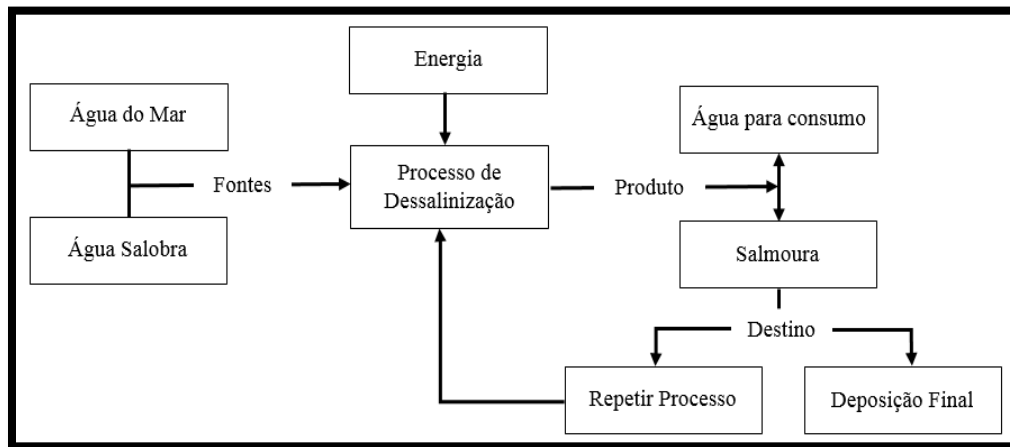 Energia
Água do Mar
Água para consumo
Processo de
Dessalinização
Fontes
Produto
Água Salobra
Salmoura
Destino
Repetir Processo
Deposição Final